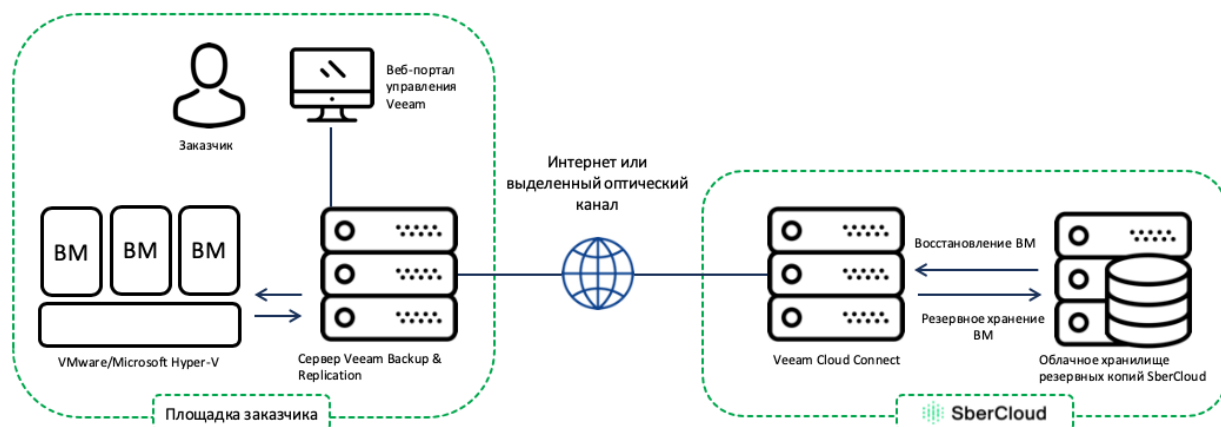 Веб-портал
управления
Veeam
Заказчик
ВМ
ВМ
ВМ
VMware/Microsoft Hyper-V
Сервер Veeam Backup &
Replication
Площадка заказчика
Интернет или
выделенный оптический
канал
Восстановление ВМ
Резервное хранение
ВМ
Veeam Cloud Connect
Облачное хранилище
резервных копий SberCloud
SberCloud